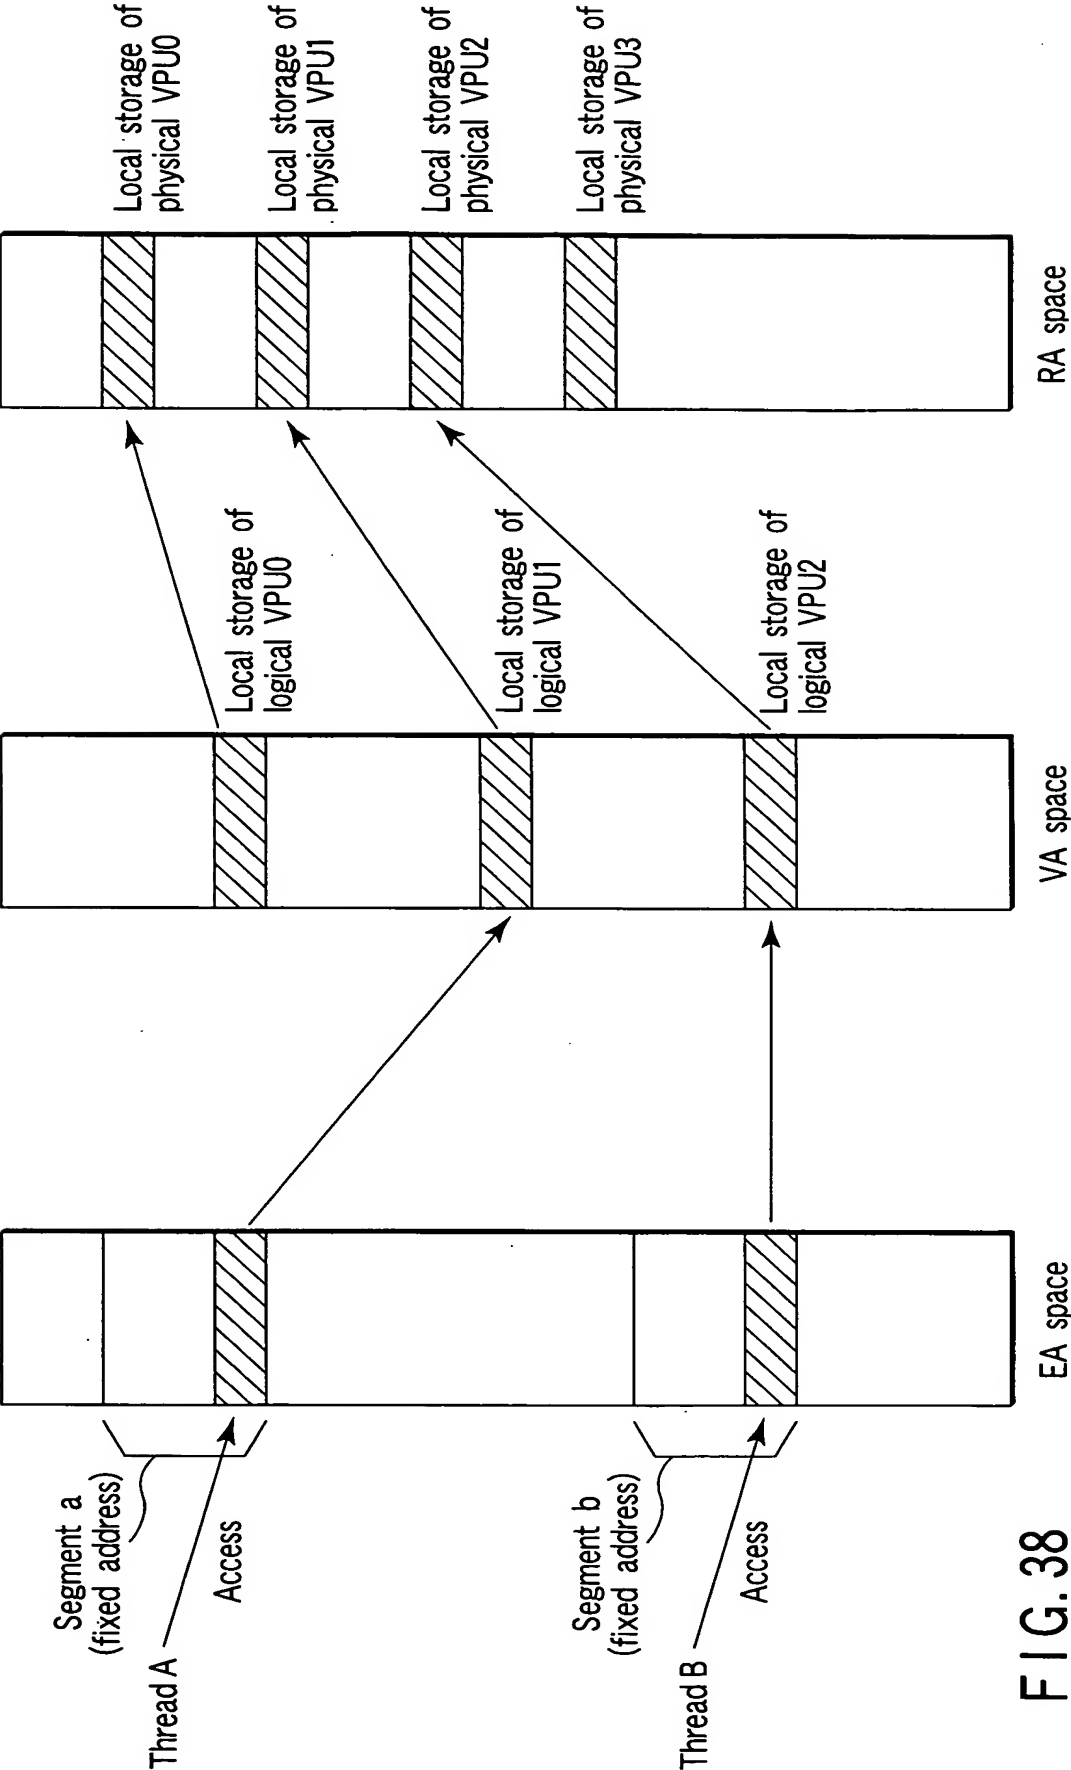 Segment a
(fixed address)
Thread A
Access
Segment b
(fixed address)
Thread B
Access
EA space
Local storage of
logical VPU0
Local storage of
logical VPU1
Local storage of
logical VPU2
VA space
Local storage of
physical VPU0
Local storage of
physical VPU1
Local storage of
physical VPU2
Local storage of
physical VPU3
RA space
FIG. 38